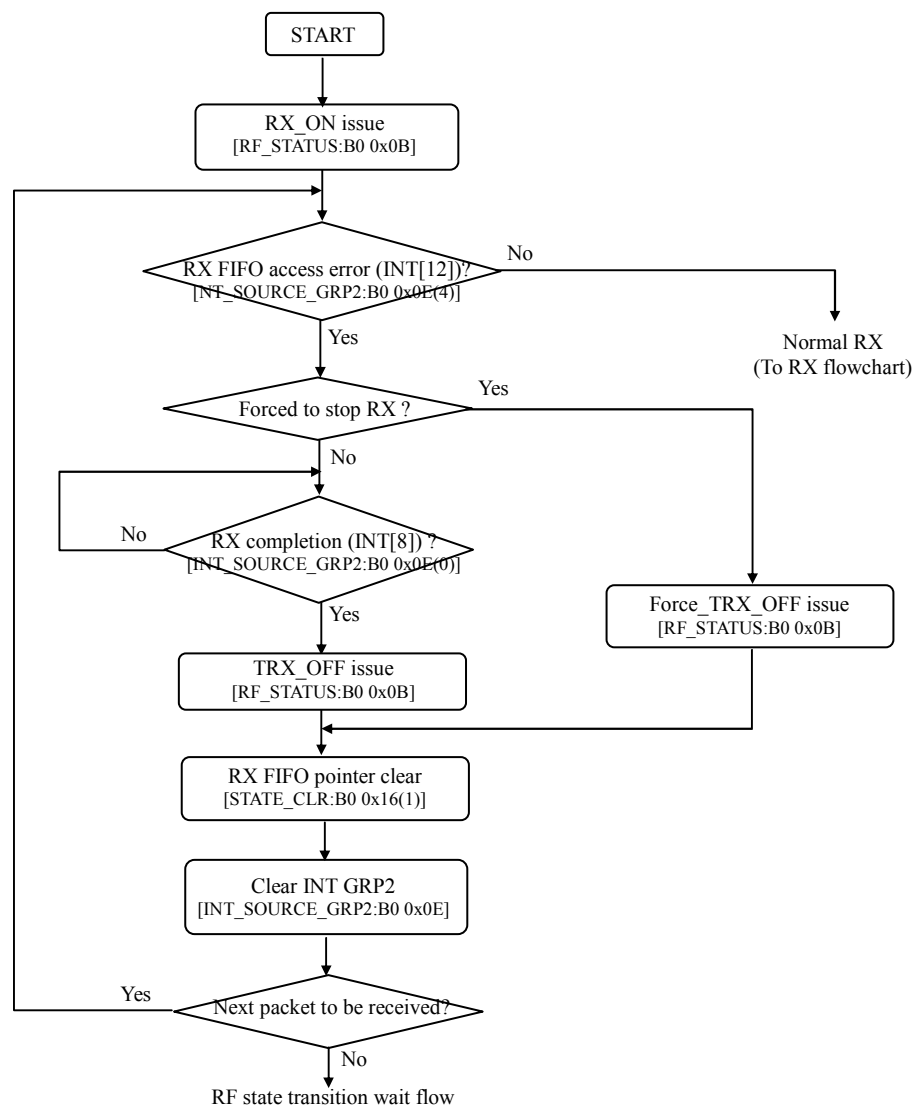 START
RX_ON issue
[RF_STATUS:B0 0x0B]
RX FIFO access error (INT[12])?
[NT_SOURCE_GRP2:B0 0x0E(4)]
No
Normal RX
(To RX flowchart)
Yes
Forced to stop RX ?
Yes
No
RX completion (INT[8]) ?
[INT_SOURCE_GRP2:B0 0x0E(0)]
No
Yes
Force_TRX_OFF issue
[RF_STATUS:B0 0x0B]
TRX_OFF issue
[RF_STATUS:B0 0x0B]
RX FIFO pointer clear
[STATE_CLR:B0 0x16(1)]
Clear INT GRP2
[INT_SOURCE_GRP2:B0 0x0E]
Yes
Next packet to be received?
No
RF state transition wait flow